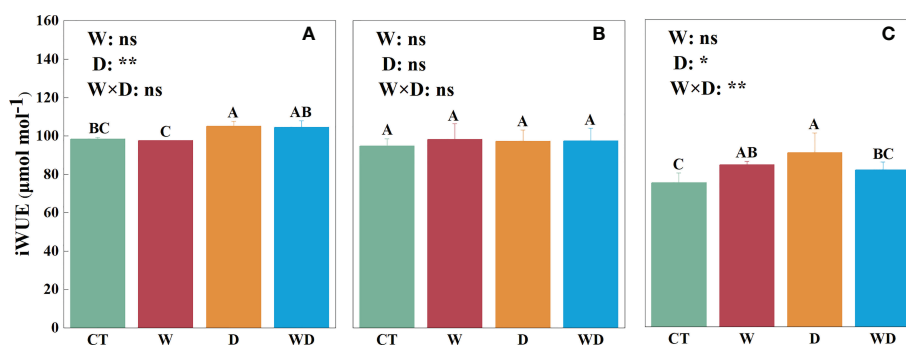 iWUE (μmol mol-1)
160
140
120
100
80
60
40
20
0
A
W: ns
D: **
W×D: ns
BC
C
A
AB
CT
W
D
WD
B
W: ns
D: ns
W×D: ns
A
A
A
A
CT
W
D
WD
C
W: ns
D: *
W×D: **
C
AB
A
BC
CT
W
D
WD